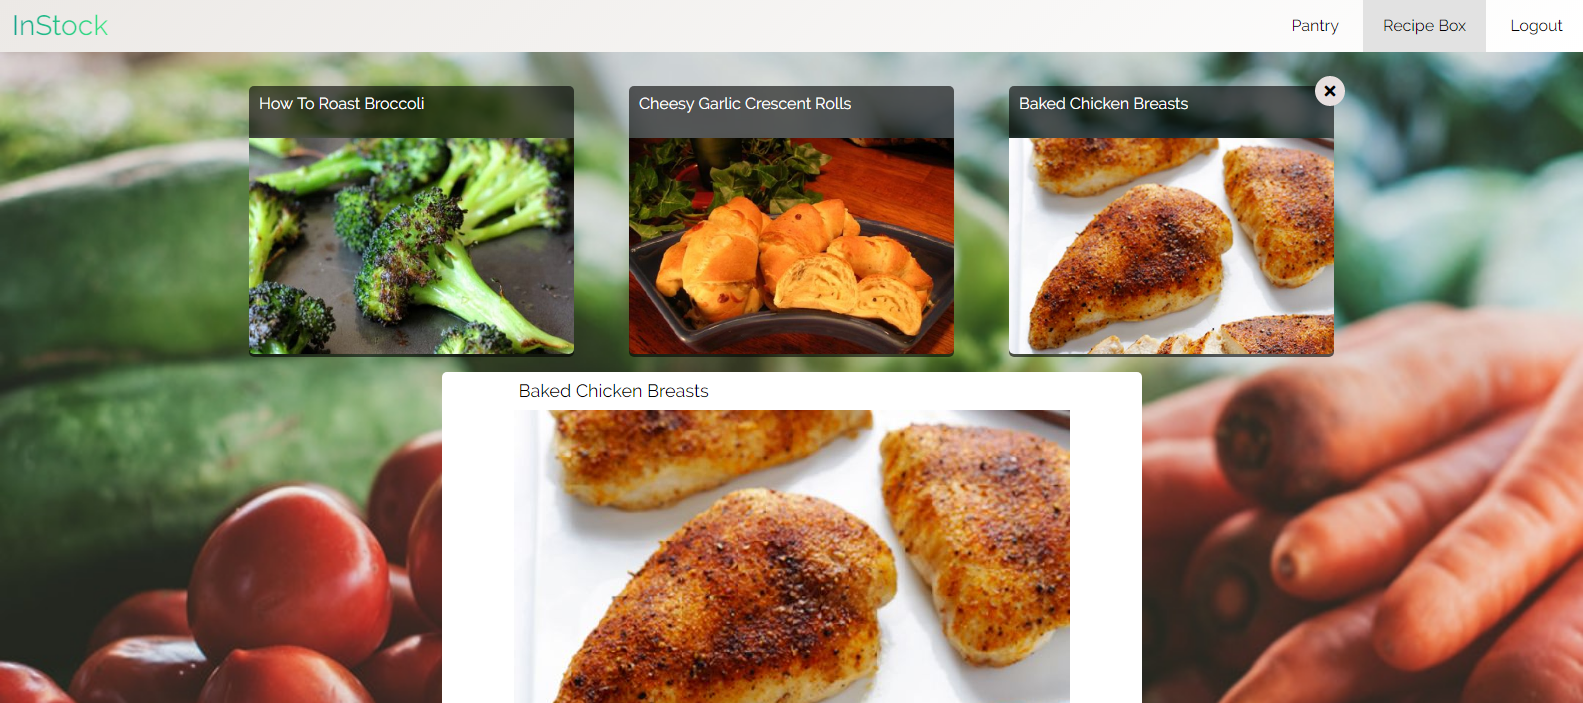 InStock
Pantry
Recipe Box
Logout
How To Roast Broccoli
Cheesy Garlic Crescent Rolls
Baked Chicken Breasts
Baked Chicken Breasts